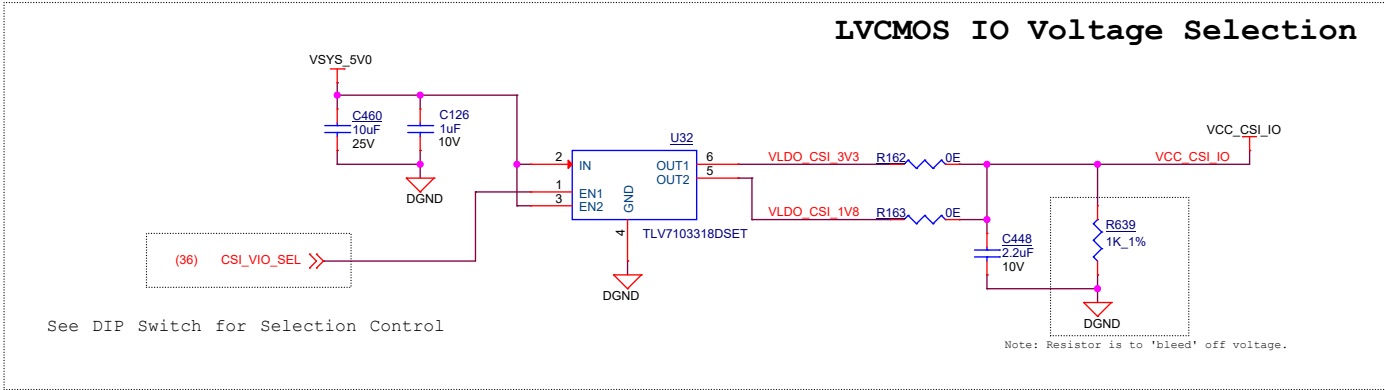 LVCMOS IO Voltage Selection
VSYS_5V0
C460
10uF
25V
C126
1uF
10V
DGND
U32
2
IN
1
EN1
3
EN2
GND
4
OUT1
6
OUT2
5
TLV7103318DSET
DGND
VLDO_CSI_3V3
R162
0E
VLDO_CSI_1V8
R163
0E
VCC_CSI_IO
VCC_CSI_IO
C448
2.2uF
10V
R639
1K_1%
DGND
(36) CSI_VIO_SEL
See DIP Switch for Selection Control
Note: Resistor is to 'bleed' off voltage.